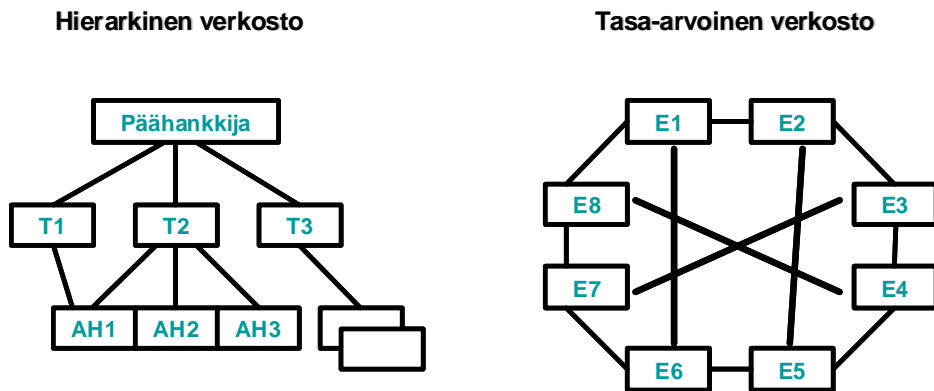 Hierarkinen verkosto
Päähankkija
T1 T2 T3
AH1 AH2 AH3
Tasa-arvoinen verkosto
E1 E2
E8 E3
E7 E4
E6 E5